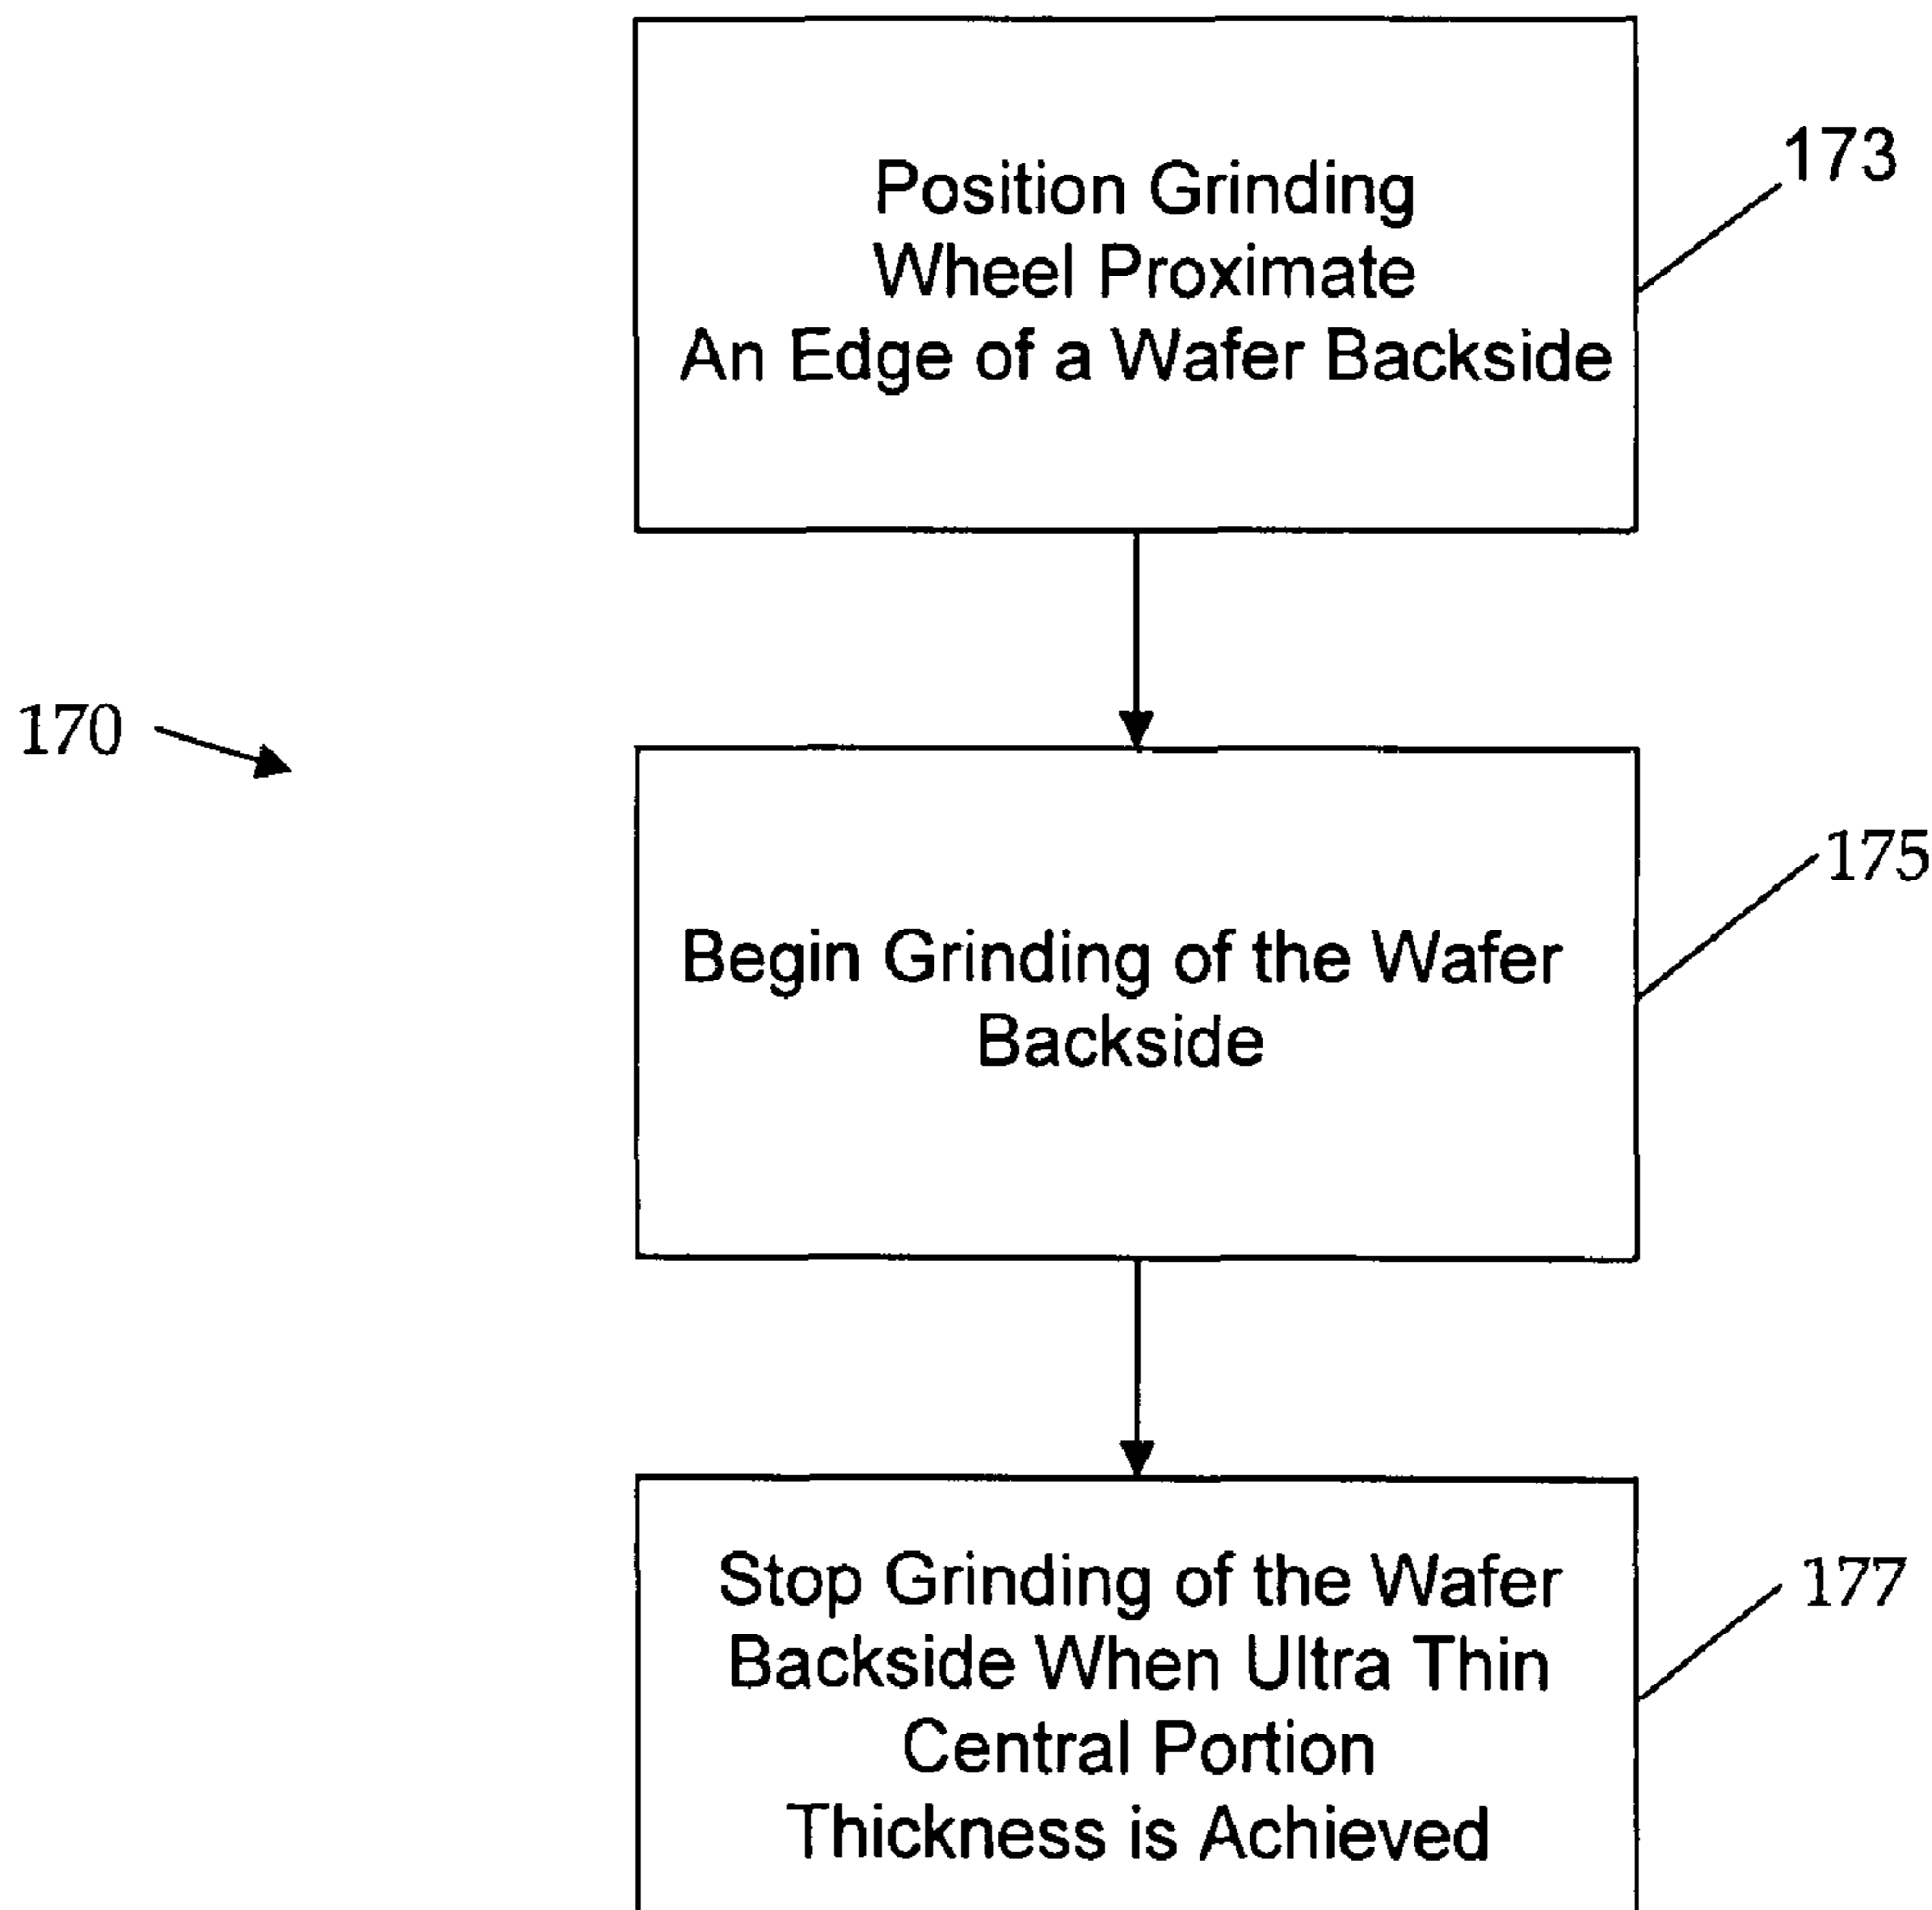 Position Grinding
Wheel Proximate
An Edge of a Wafer Backside
173
170
Begin Grinding of the Wafer
Backside
175
Stop Grinding of the Wafer
Backside When Ultra Thin
Central Portion
Thickness is Achieved
177